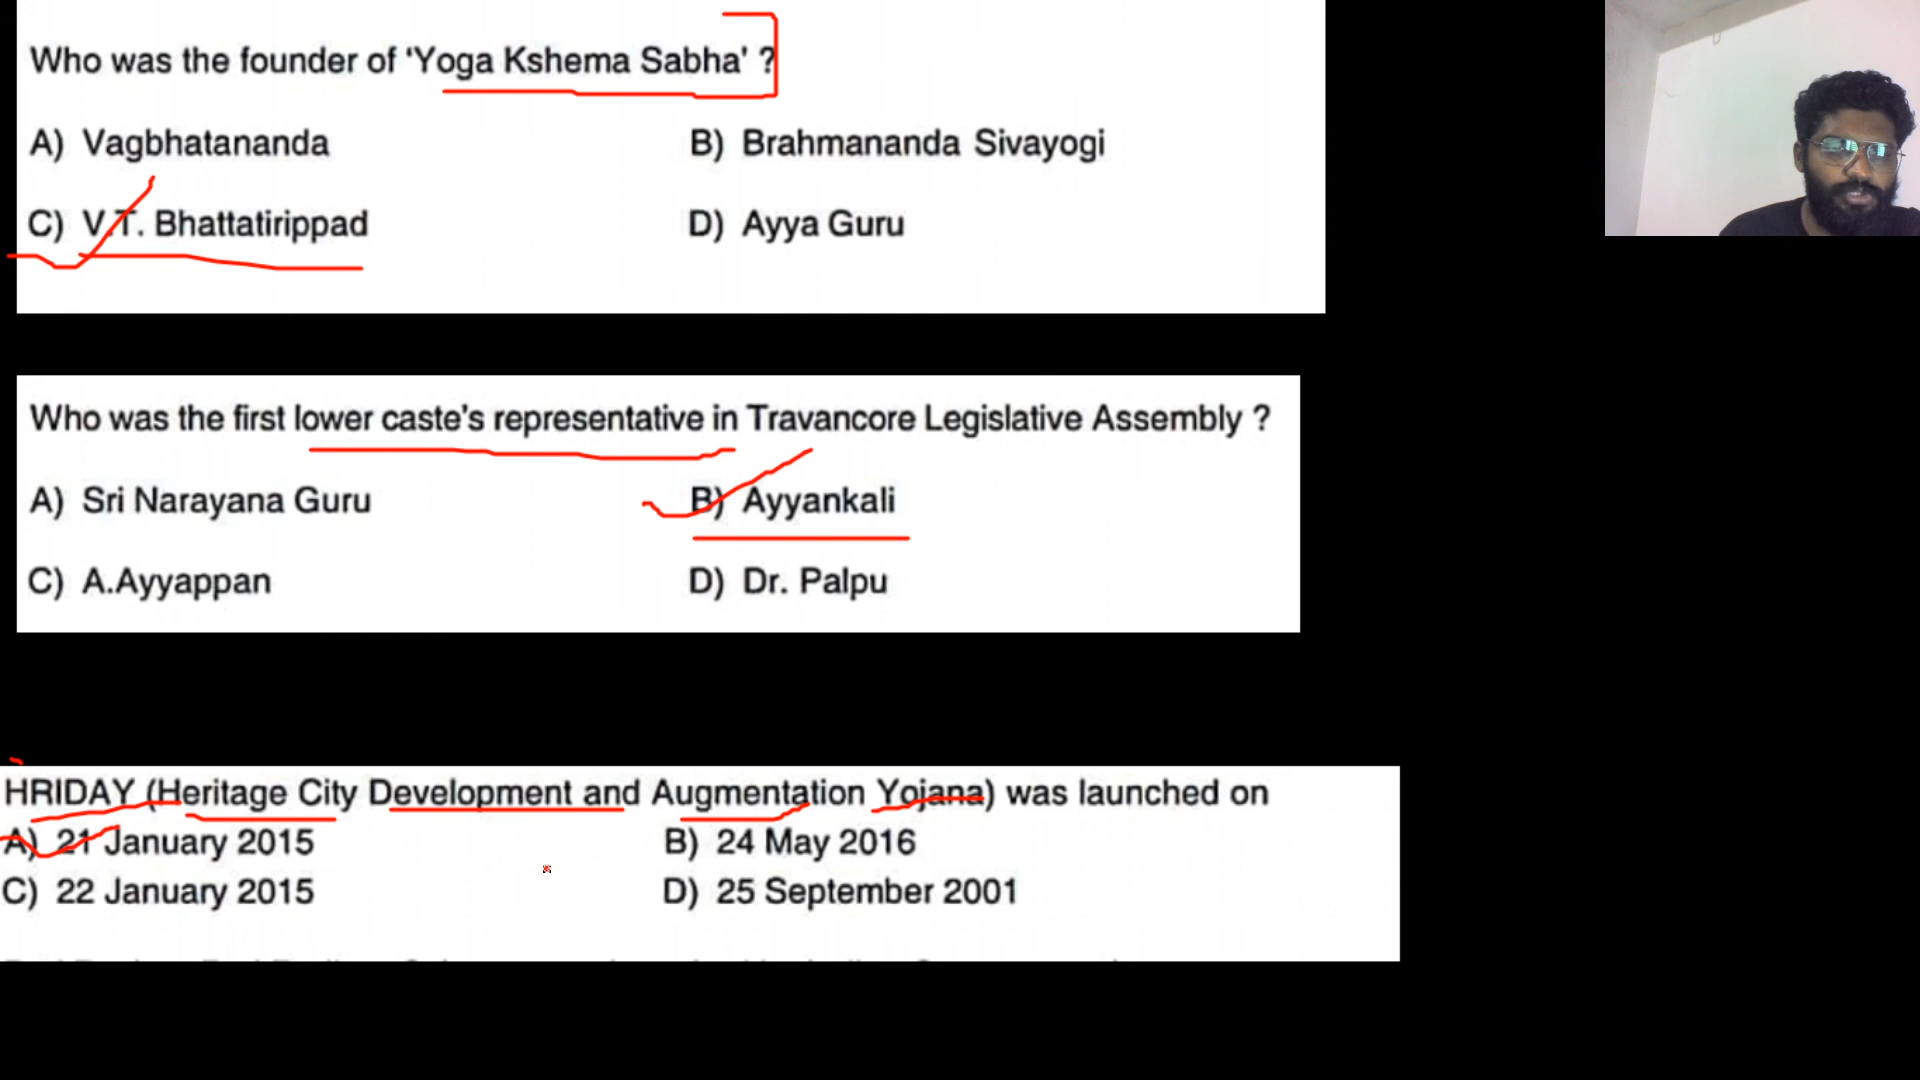 Who was the founder of ‘Yoga Kshema Sabha’ ?
A) Vagbhatananda B) Brahmananda Sivayogi
C) V.T. Bhattatirippad D) Ayya Guru
Who was the first lower caste's representative in Travancore Legislative Assembly ?
A) Sri Narayana Guru B) Ayyankali
C) A.Ayyappan D) Dr. Palpu
HRIDAY (Heritage City Development and Augmentation Yojana) was launched on
A) 21 January 2015 B) 24 May 2016
C) 22 January 2015 D) 25 September 2001